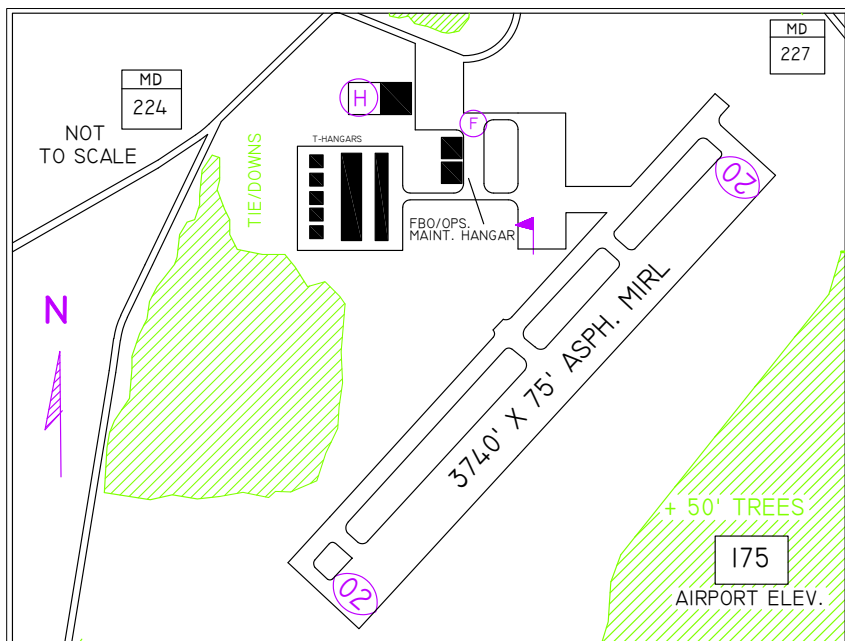 MD
227
MD
224
H
F
NOT
TO SCALE
T-HANGARS
TIE/DOWNS
20
FBO/OPS.
MAINT. HANGAR
N
3740' X 75' ASPH. MIRL
+ 50' TREES
175
AIRPORT ELEV.
02